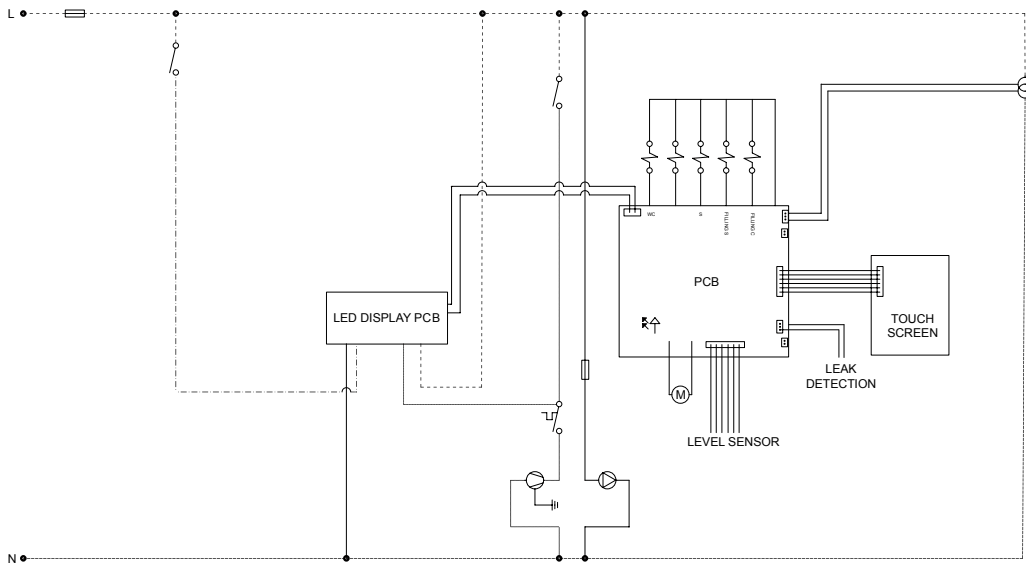 L
WC
S
FILLING S
FILLING C
PCB
LED DISPLAY PCB
TOUCH
SCREEN
LEAK
DETECTION
M
LEVEL SENSOR
N